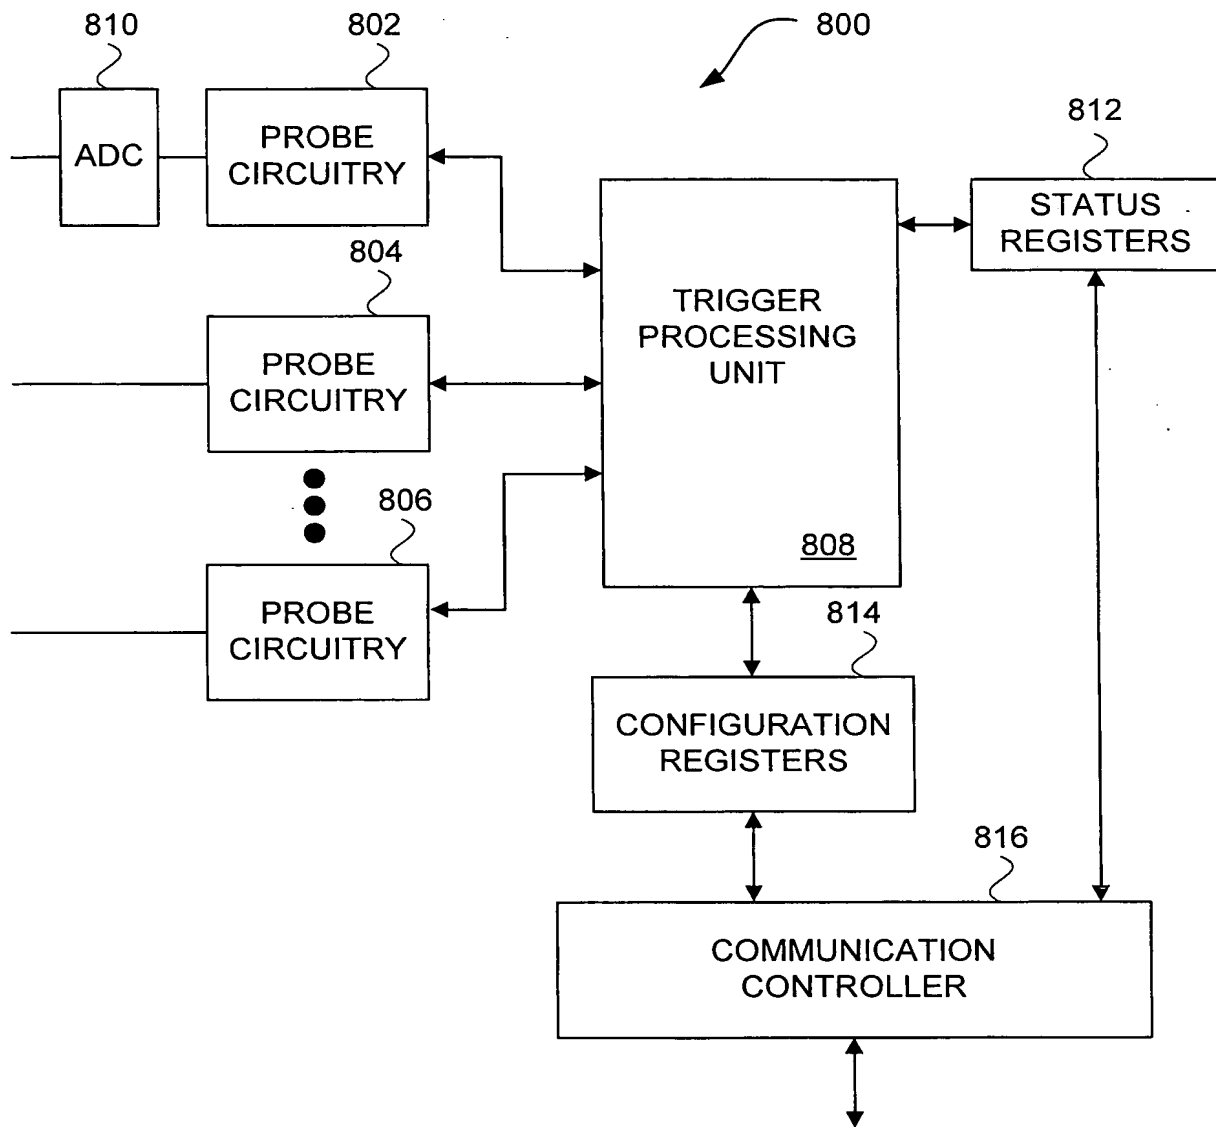 810
802
800
ADC
PROBE
CIRCUITRY
812
STATUS
REGISTERS
804
PROBE
CIRCUITRY
TRIGGER
PROCESSING
UNIT
808
806
PROBE
CIRCUITRY
814
CONFIGURATION
REGISTERS
816
COMMUNICATION
CONTROLLER